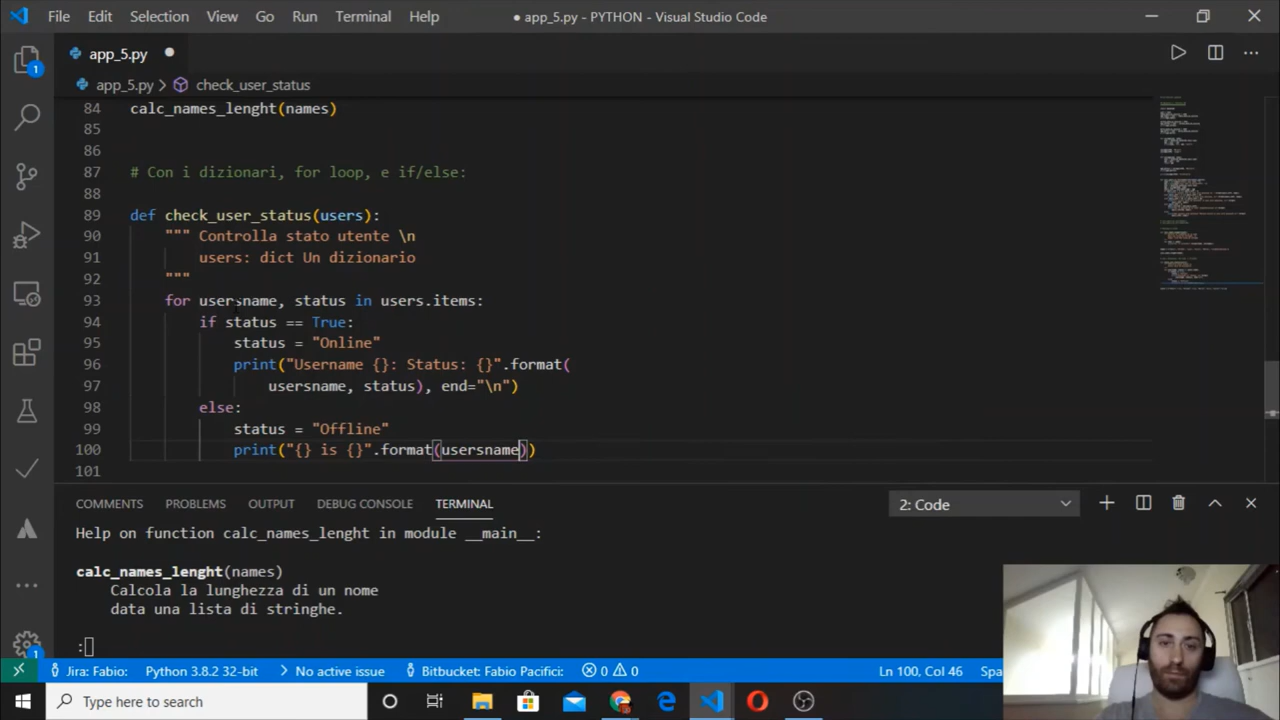 File Edit Selection View Go Run Terminal Help
● app_5.py - PYTHON - Visual Studio Code
app_5.py
app_5.py > check_user_status
84 calc_names_lenght(names)
85
86
87 # Con i dizionari, for loop, e if/else:
88
89 def check_user_status(users):
90 """ Controlla stato utente \n
91 users: dict Un dizionario
92 """
93 for usersname, status in users.items:
94 if status == True:
95 status = "Online"
96 print("Username {}: Status: {}".format(
97 usersname, status), end="\n")
98 else:
99 status = "Offline"
100 print("{} is {}".format(usersname))
101
COMMENTS PROBLEMS OUTPUT DEBUG CONSOLE TERMINAL 2: Code
Help on function calc_names_lenght in module __main__:
calc_names_lenght(names)
Calcola la lunghezza di un nome
data una lista di stringhe.
:
Jira: Fabio: Python 3.8.2 32-bit No active issue Bitbucket: Fabio Pacifici: 0 0 Ln 100, Col 46 Spa
Type here to search